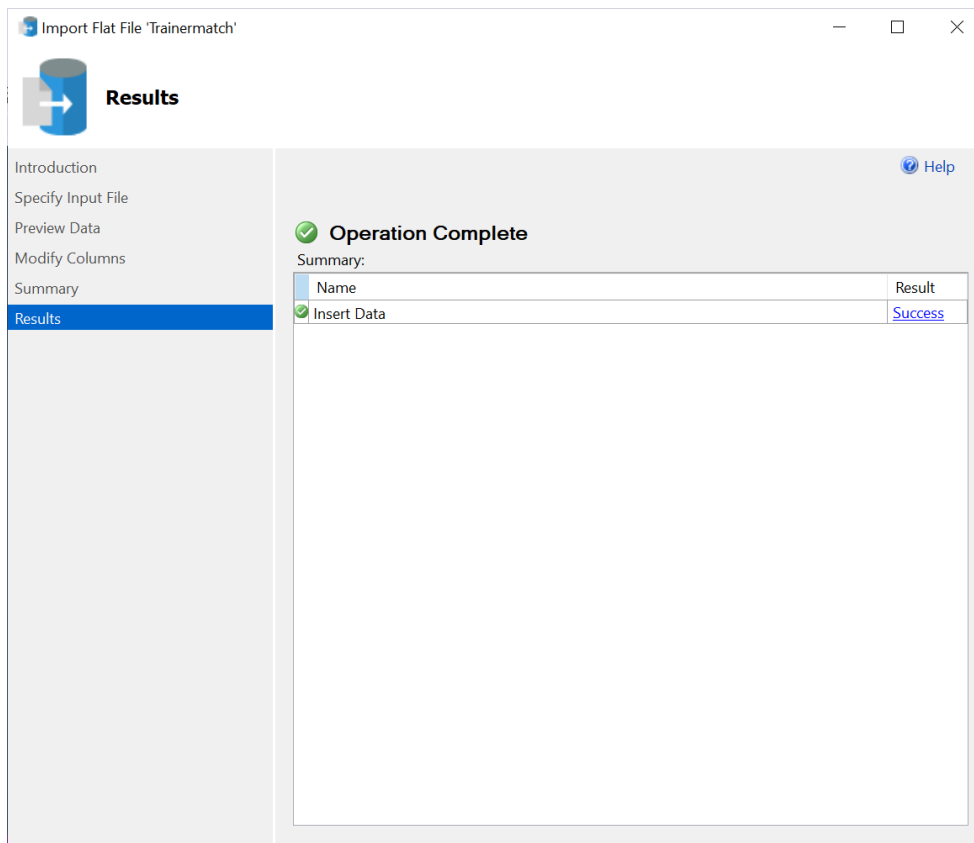 Import Flat File 'Trainermatch'
Results
Introduction
Specify Input File
Preview Data
Modify Columns
Summary
Results
Help
Operation Complete
Summary:
Name Result
Insert Data Success